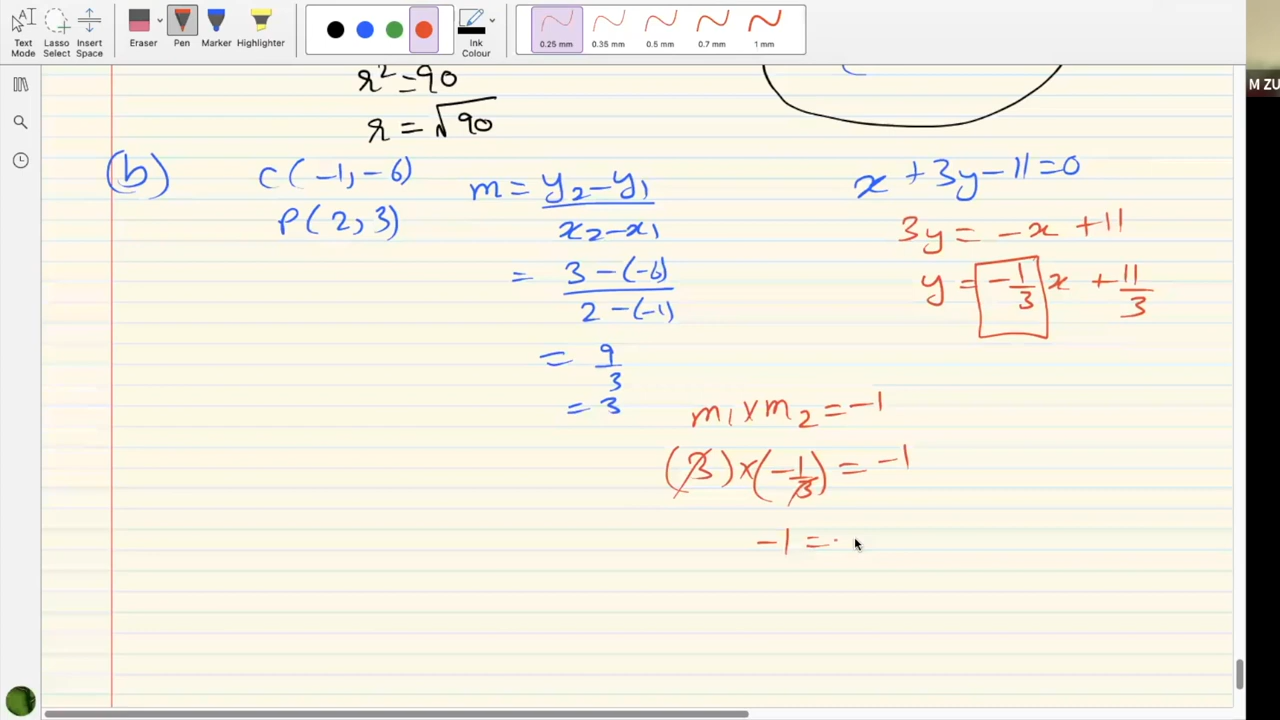 Text Mode
Lasso Select
Insert Space
Eraser
Pen
Marker
Highlighter
Ink Colour
0.25 mm
0.35 mm
0.5 mm
0.7 mm
1 mm
M ZU
r² = 90
r = √90
(b)
C(-1, -6)
P(2, 3)
m = y₂-y₁/x₂-x₁
= 3-(-6)/2-(-1)
= 9/3
= 3
x + 3y - 11 = 0
3y = -x + 11
y = -1/3 x + 11/3
m₁ x m₂ = -1
(3) x (-1/3) = -1
-1 =